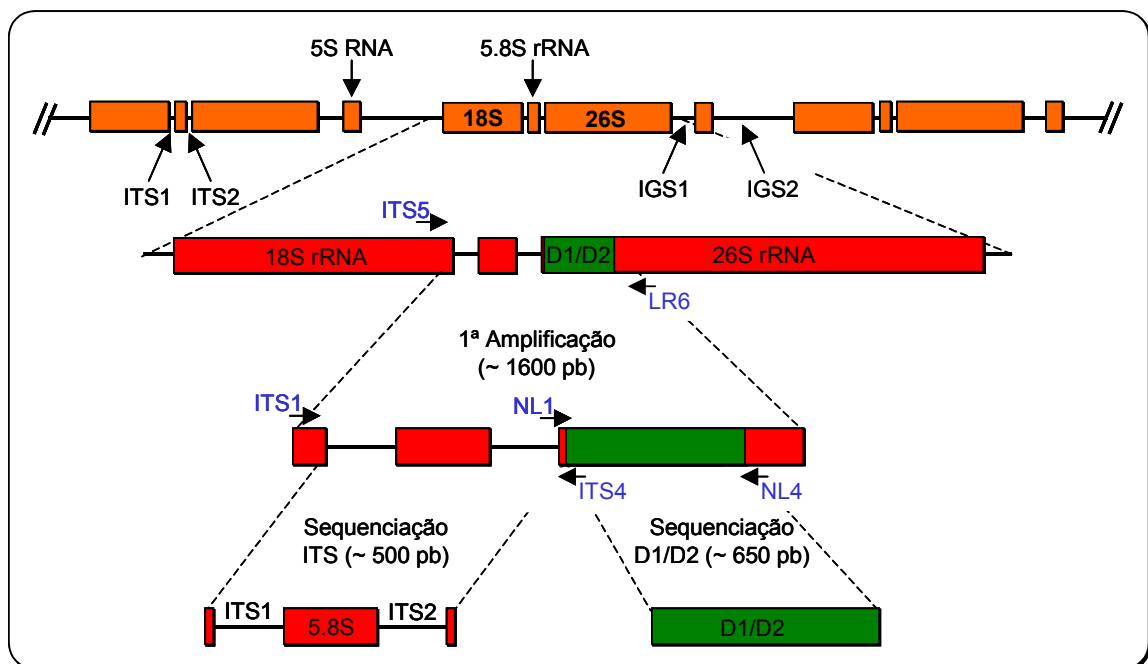 5S RNA
5.8S rRNA
18S
26S
ITS1
ITS2
IGS1
IGS2
ITS5
18S rRNA
D1/D2
26S rRNA
LR6
1ª Amplificação
(~ 1600 pb)
ITS1
NL1
ITS4
NL4
Sequenciação
ITS (~ 500 pb)
Sequenciação
D1/D2 (~ 650 pb)
ITS1
5.8S
ITS2
D1/D2